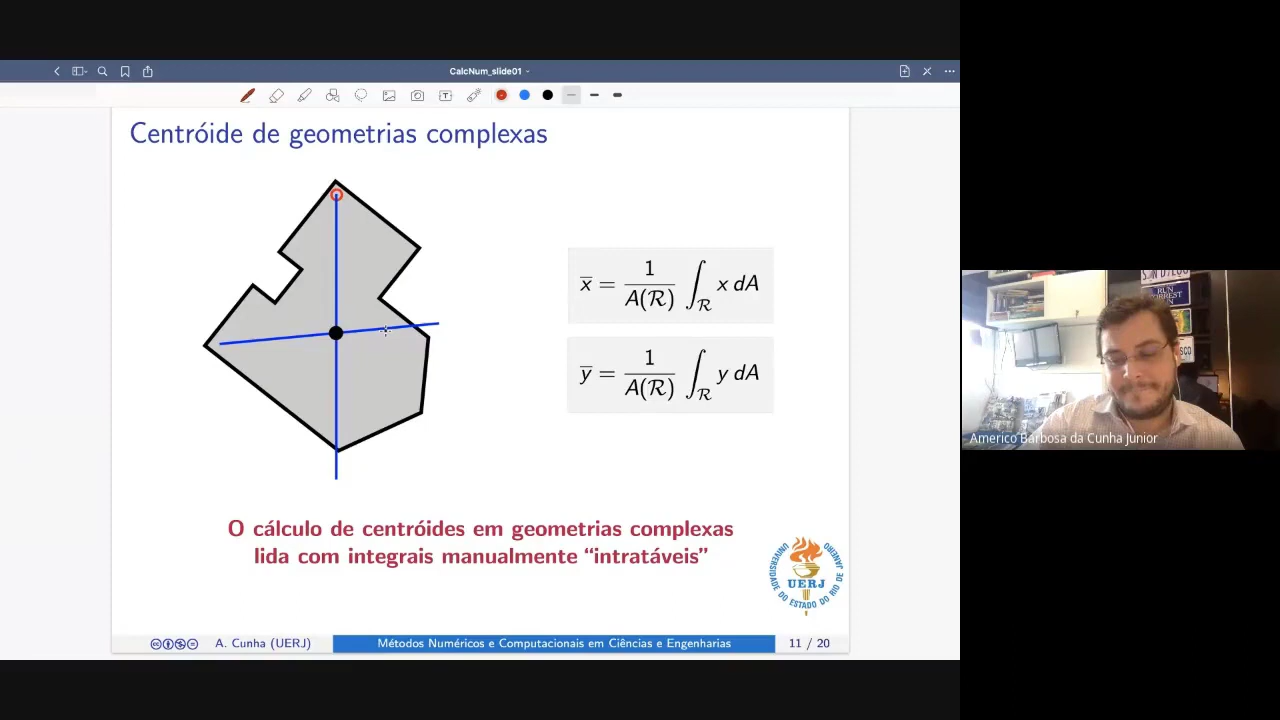 CalcNum_slide01
Centróide de geometrias complexas
x̅ = 1/A(ℛ) ∫_ℛ x dA
y̅ = 1/A(ℛ) ∫_ℛ y dA
O cálculo de centróides em geometrias complexas
lida com integrais manualmente “intratáveis”
UNIVERSIDADE DO ESTADO DO RIO DE JANEIRO
UERJ
A. Cunha (UERJ)
Métodos Numéricos e Computacionais em Ciências e Engenharias
11 / 20
RUN
Americo Barbosa da Cunha Junior